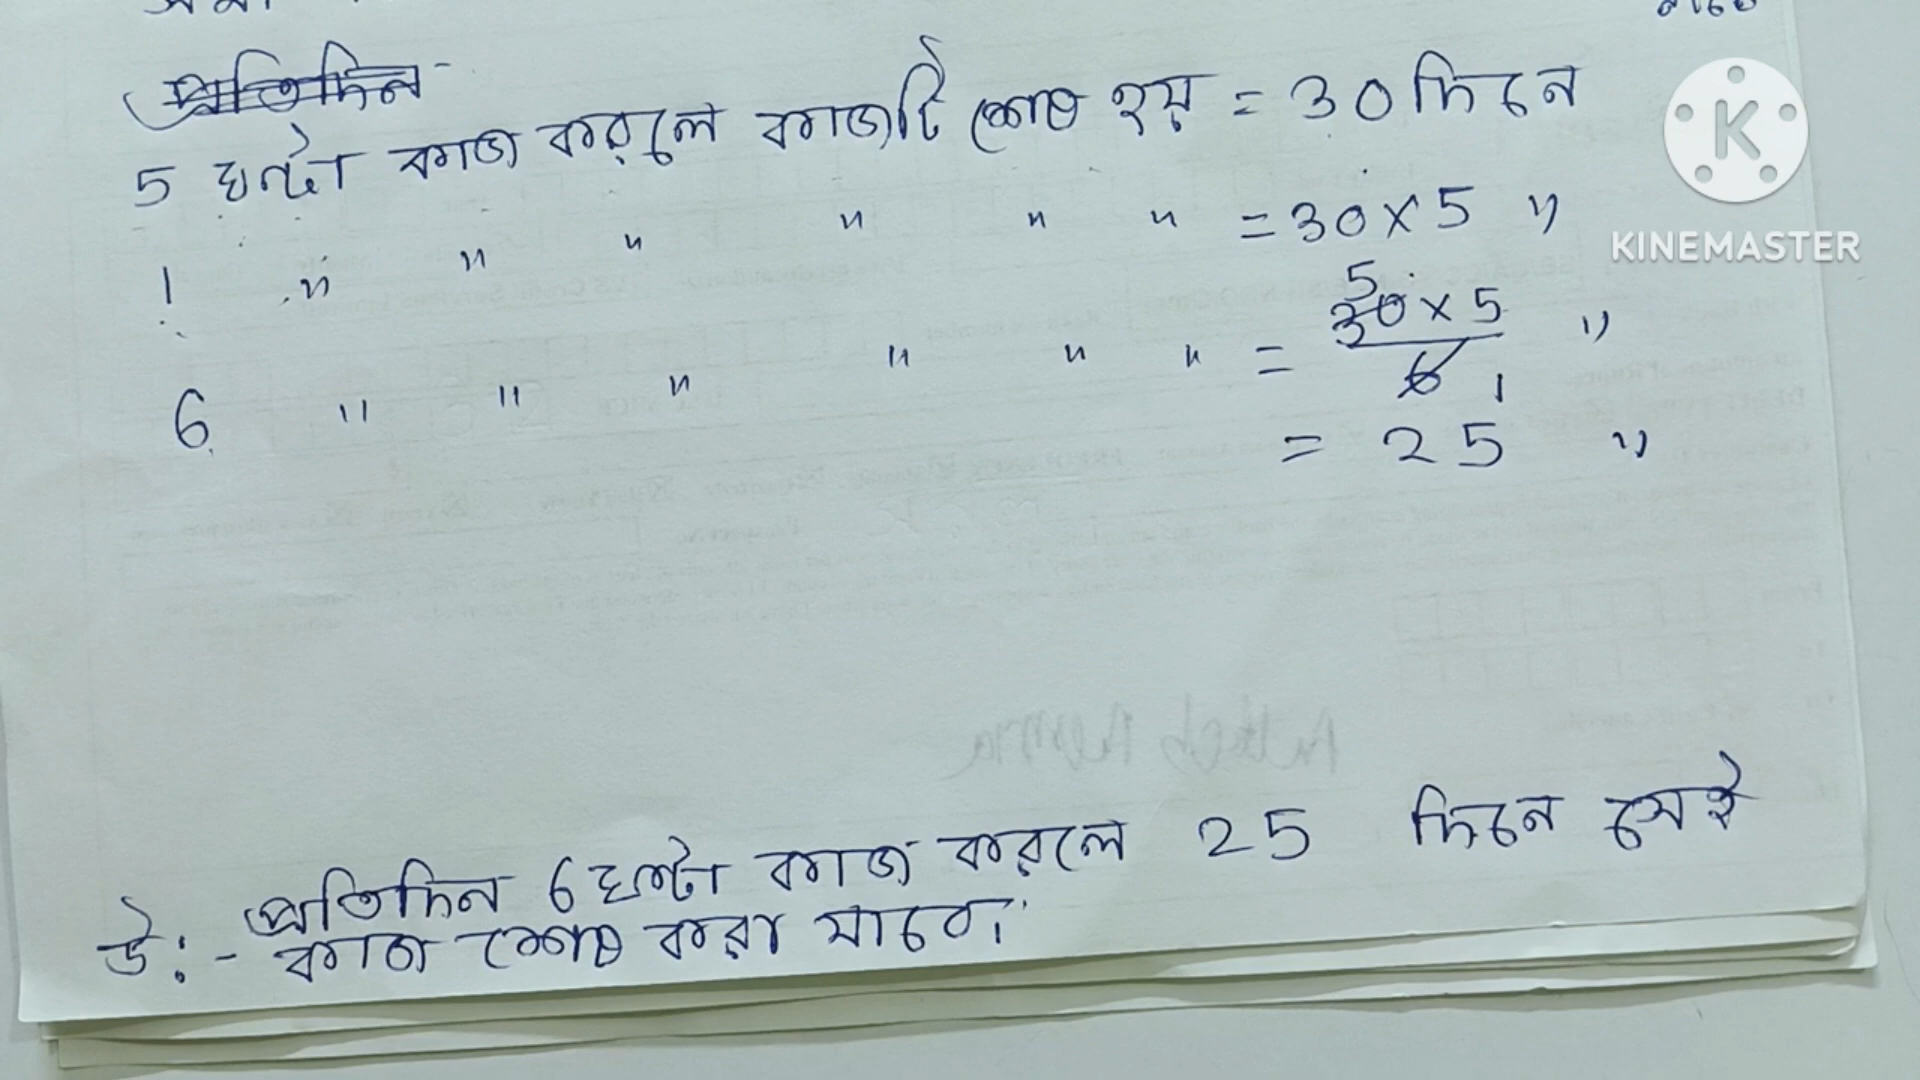 প্রতিদিন
5 ঘন্টা কাজ করলে কাজটি শেষ হয় = 30 দিনে
1 " " " " " " = 30 × 5 "
6 " " " " " " = 30 × 5 / 6 "
5
1
= 25 "
উঃ- প্রতিদিন 6 ঘন্টা কাজ করলে 25 দিনে সেই
কাজ শেষ করা যাবে।
KINEMASTER